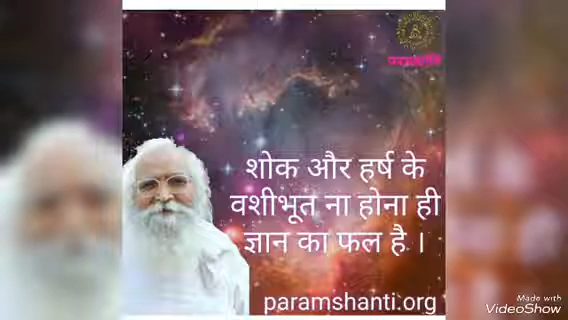 शोक और हर्ष के
वशीभूत ना होना ही
ज्ञान का फल है ।
paramshanti.org
Made with
VideoShow